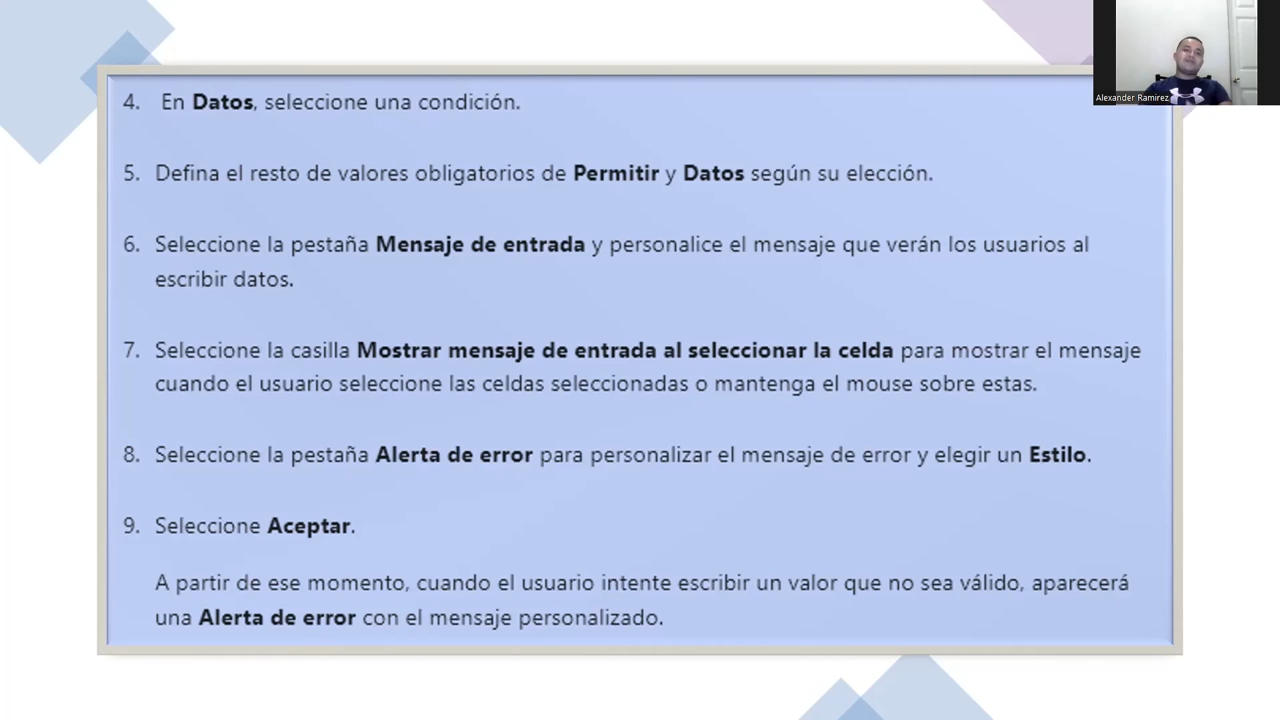 Alexander Ramirez
4. En Datos, seleccione una condición.
5. Defina el resto de valores obligatorios de Permitir y Datos según su elección.
6. Seleccione la pestaña Mensaje de entrada y personalice el mensaje que verán los usuarios al
escribir datos.
7. Seleccione la casilla Mostrar mensaje de entrada al seleccionar la celda para mostrar el mensaje
cuando el usuario seleccione las celdas seleccionadas o mantenga el mouse sobre estas.
8. Seleccione la pestaña Alerta de error para personalizar el mensaje de error y elegir un Estilo.
9. Seleccione Aceptar.
A partir de ese momento, cuando el usuario intente escribir un valor que no sea válido, aparecerá
una Alerta de error con el mensaje personalizado.